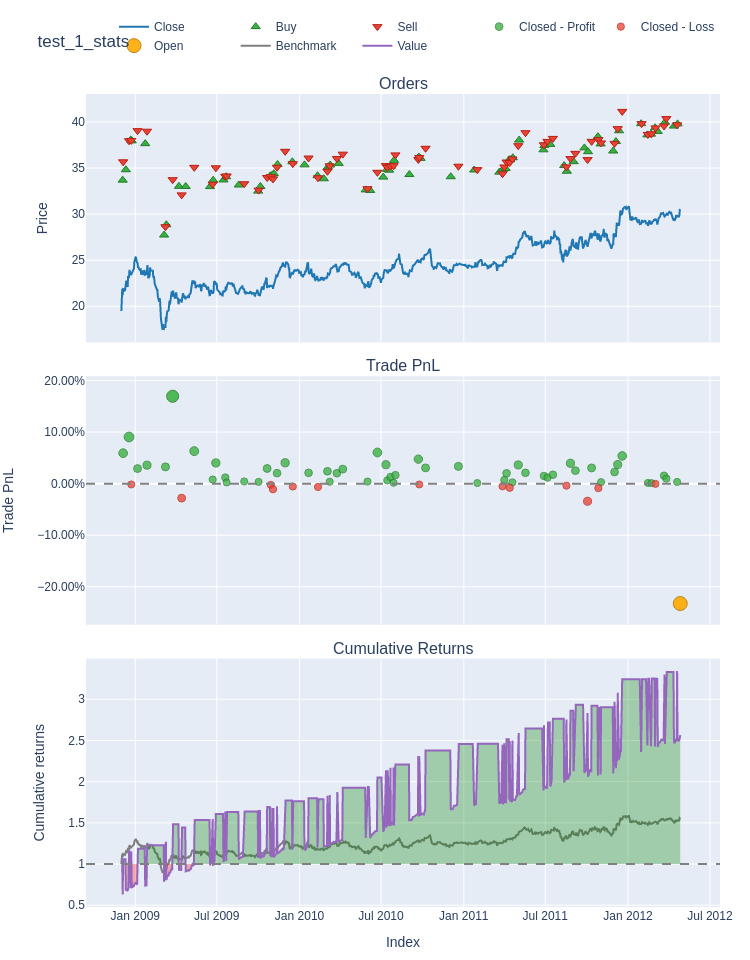 Close Buy Sell Closed - Profit Closed - Loss
test_1_stats Open Benchmark Value
Orders
40
35
30
25
20
Price
Trade PnL
20.00%
10.00%
0.00%
−10.00%
−20.00%
Trade PnL
Cumulative Returns
3
2.5
2
1.5
1
0.5
Cumulative returns
Jan 2009 Jul 2009 Jan 2010 Jul 2010 Jan 2011 Jul 2011 Jan 2012 Jul 2012
Index